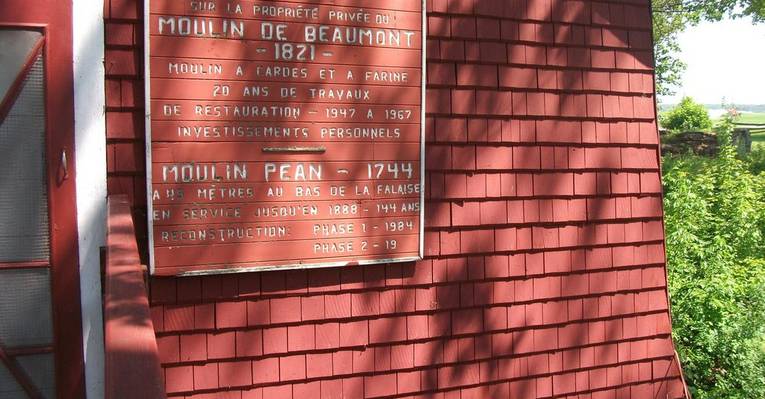 SUR LA PROPRIÉTÉ PRIVÉE DU
MOULIN DE BEAUMONT
- 1821 -
MOULIN A CARDES ET A FARINE
20 ANS DE TRAVAUX
DE RESTAURATION - 1947 A 1967
INVESTISSEMENTS PERSONNELS
MOULIN PEAN - 1744
A 45 MÈTRES AU BAS DE LA FALAISE
EN SERVICE JUSQU'EN 1888 - 144 ANS
RECONSTRUCTION: PHASE 1 - 1984
PHASE 2 - 19